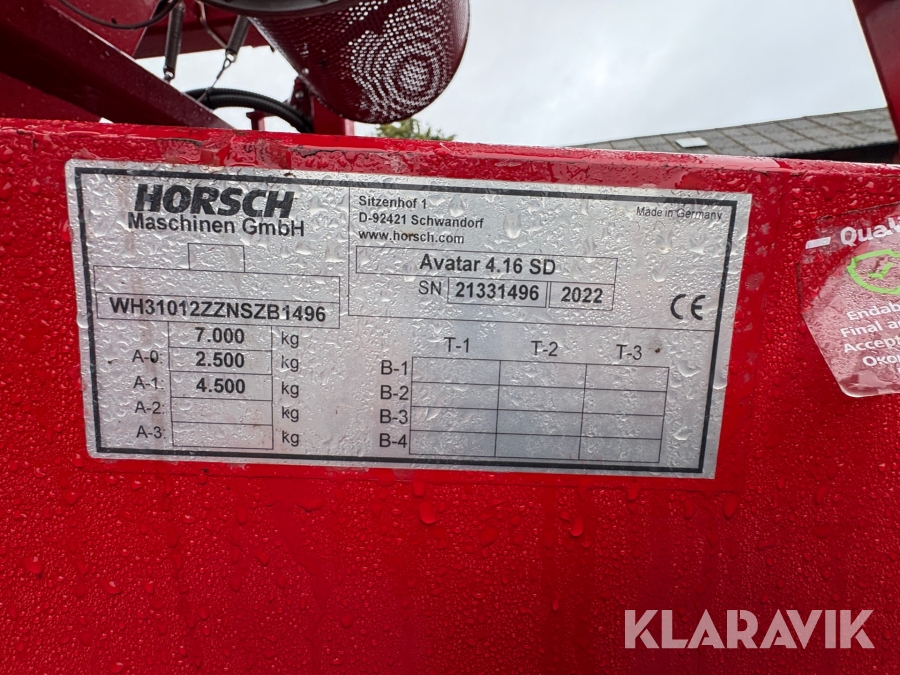 HORSCH
Maschinen GmbH
Sitzenhof 1
D-92421 Schwandorf
www.horsch.com
Made in Germany
Avatar 4.16 SD
SN 21331496 2022
CE
WH31012ZZNSZB1496
7.000 kg
A-0: 2.500 kg
A-1: 4.500 kg
A-2: kg
A-3: kg
T-1 T-2 T-3
B-1
B-2
B-3
B-4
Final
KLARAVIK